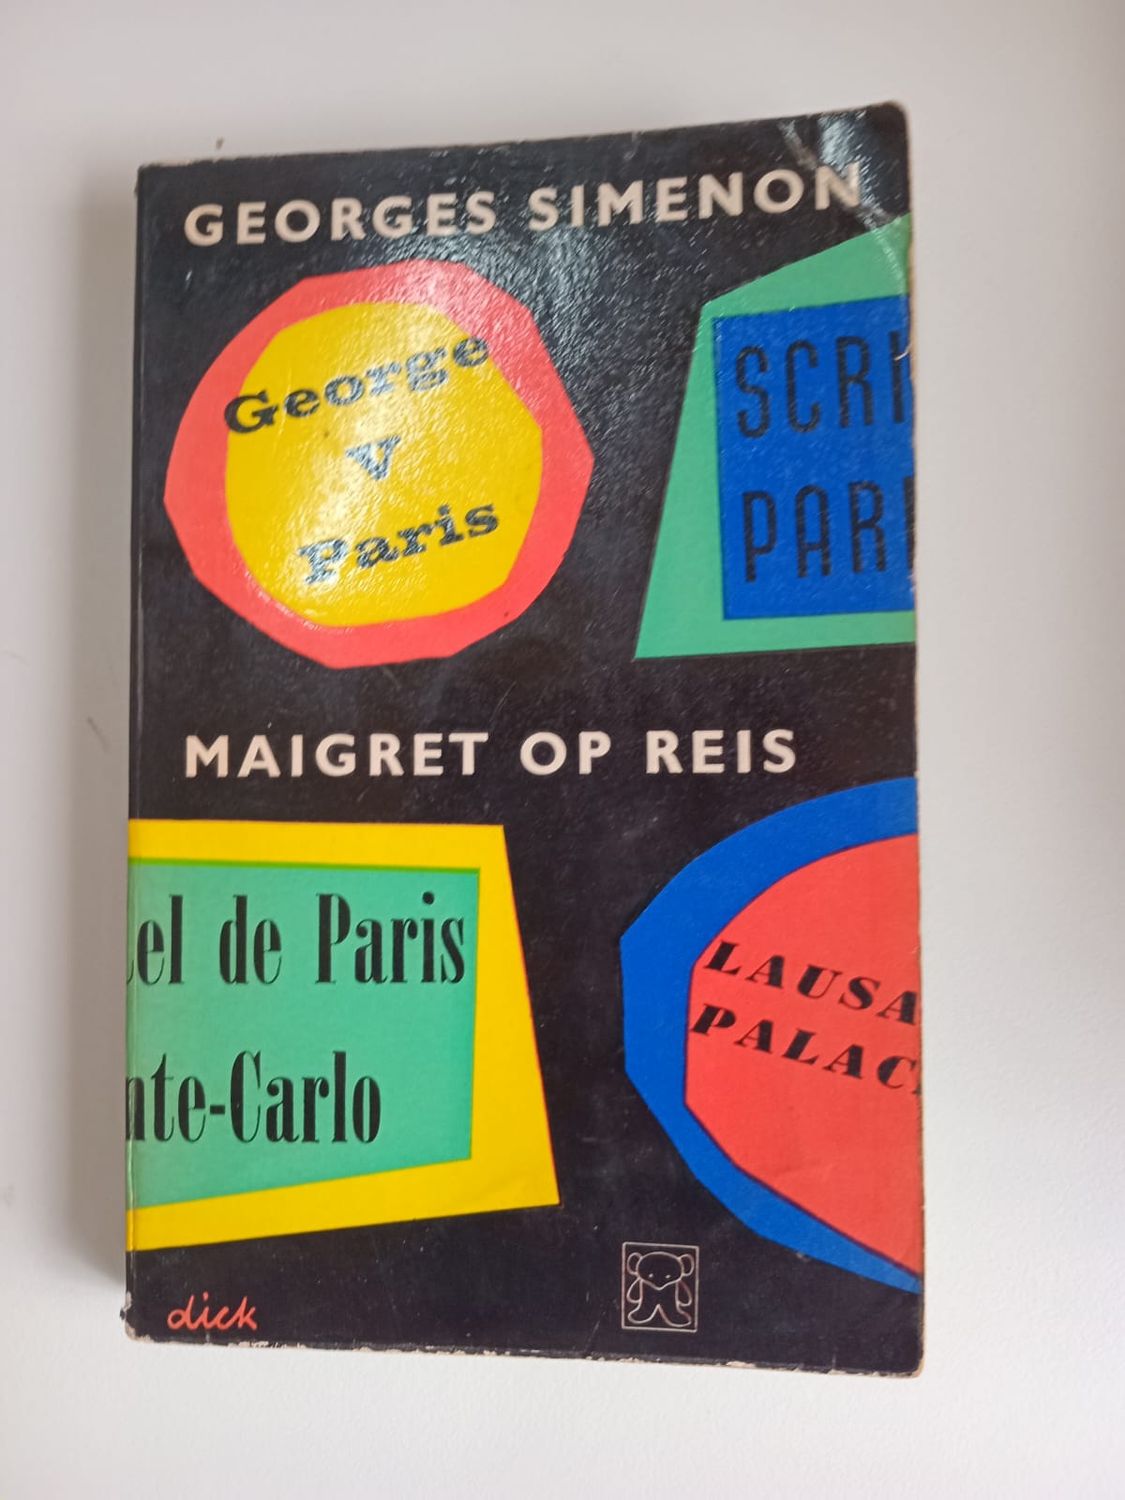 GEORGES SIMENON
George
V
Paris
SCRI
PARI
MAIGRET OP REIS
el de Paris
nte-Carlo
LAUSA
PALAC
dick